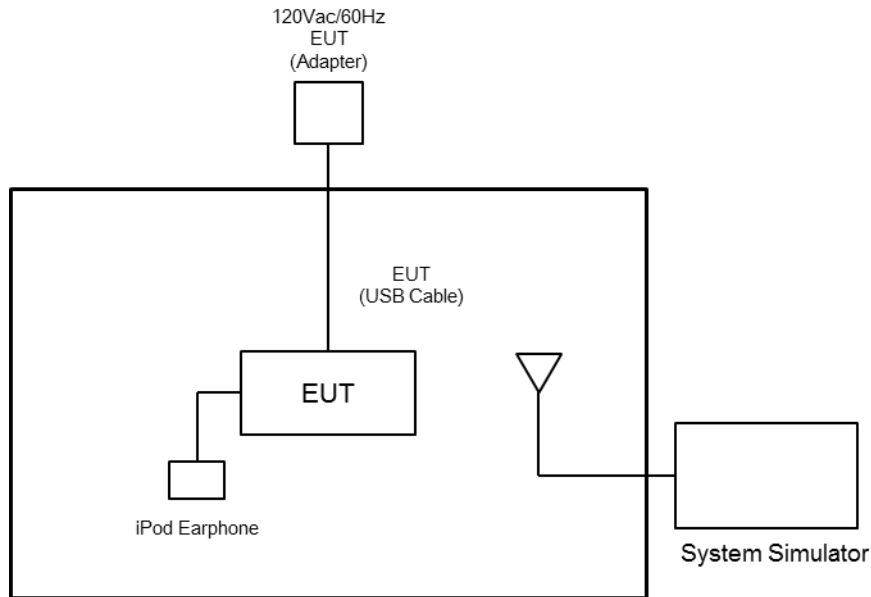 120Vac/60Hz
EUT
(Adapter)
EUT
(USB Cable)
EUT
iPod Earphone
System Simulator